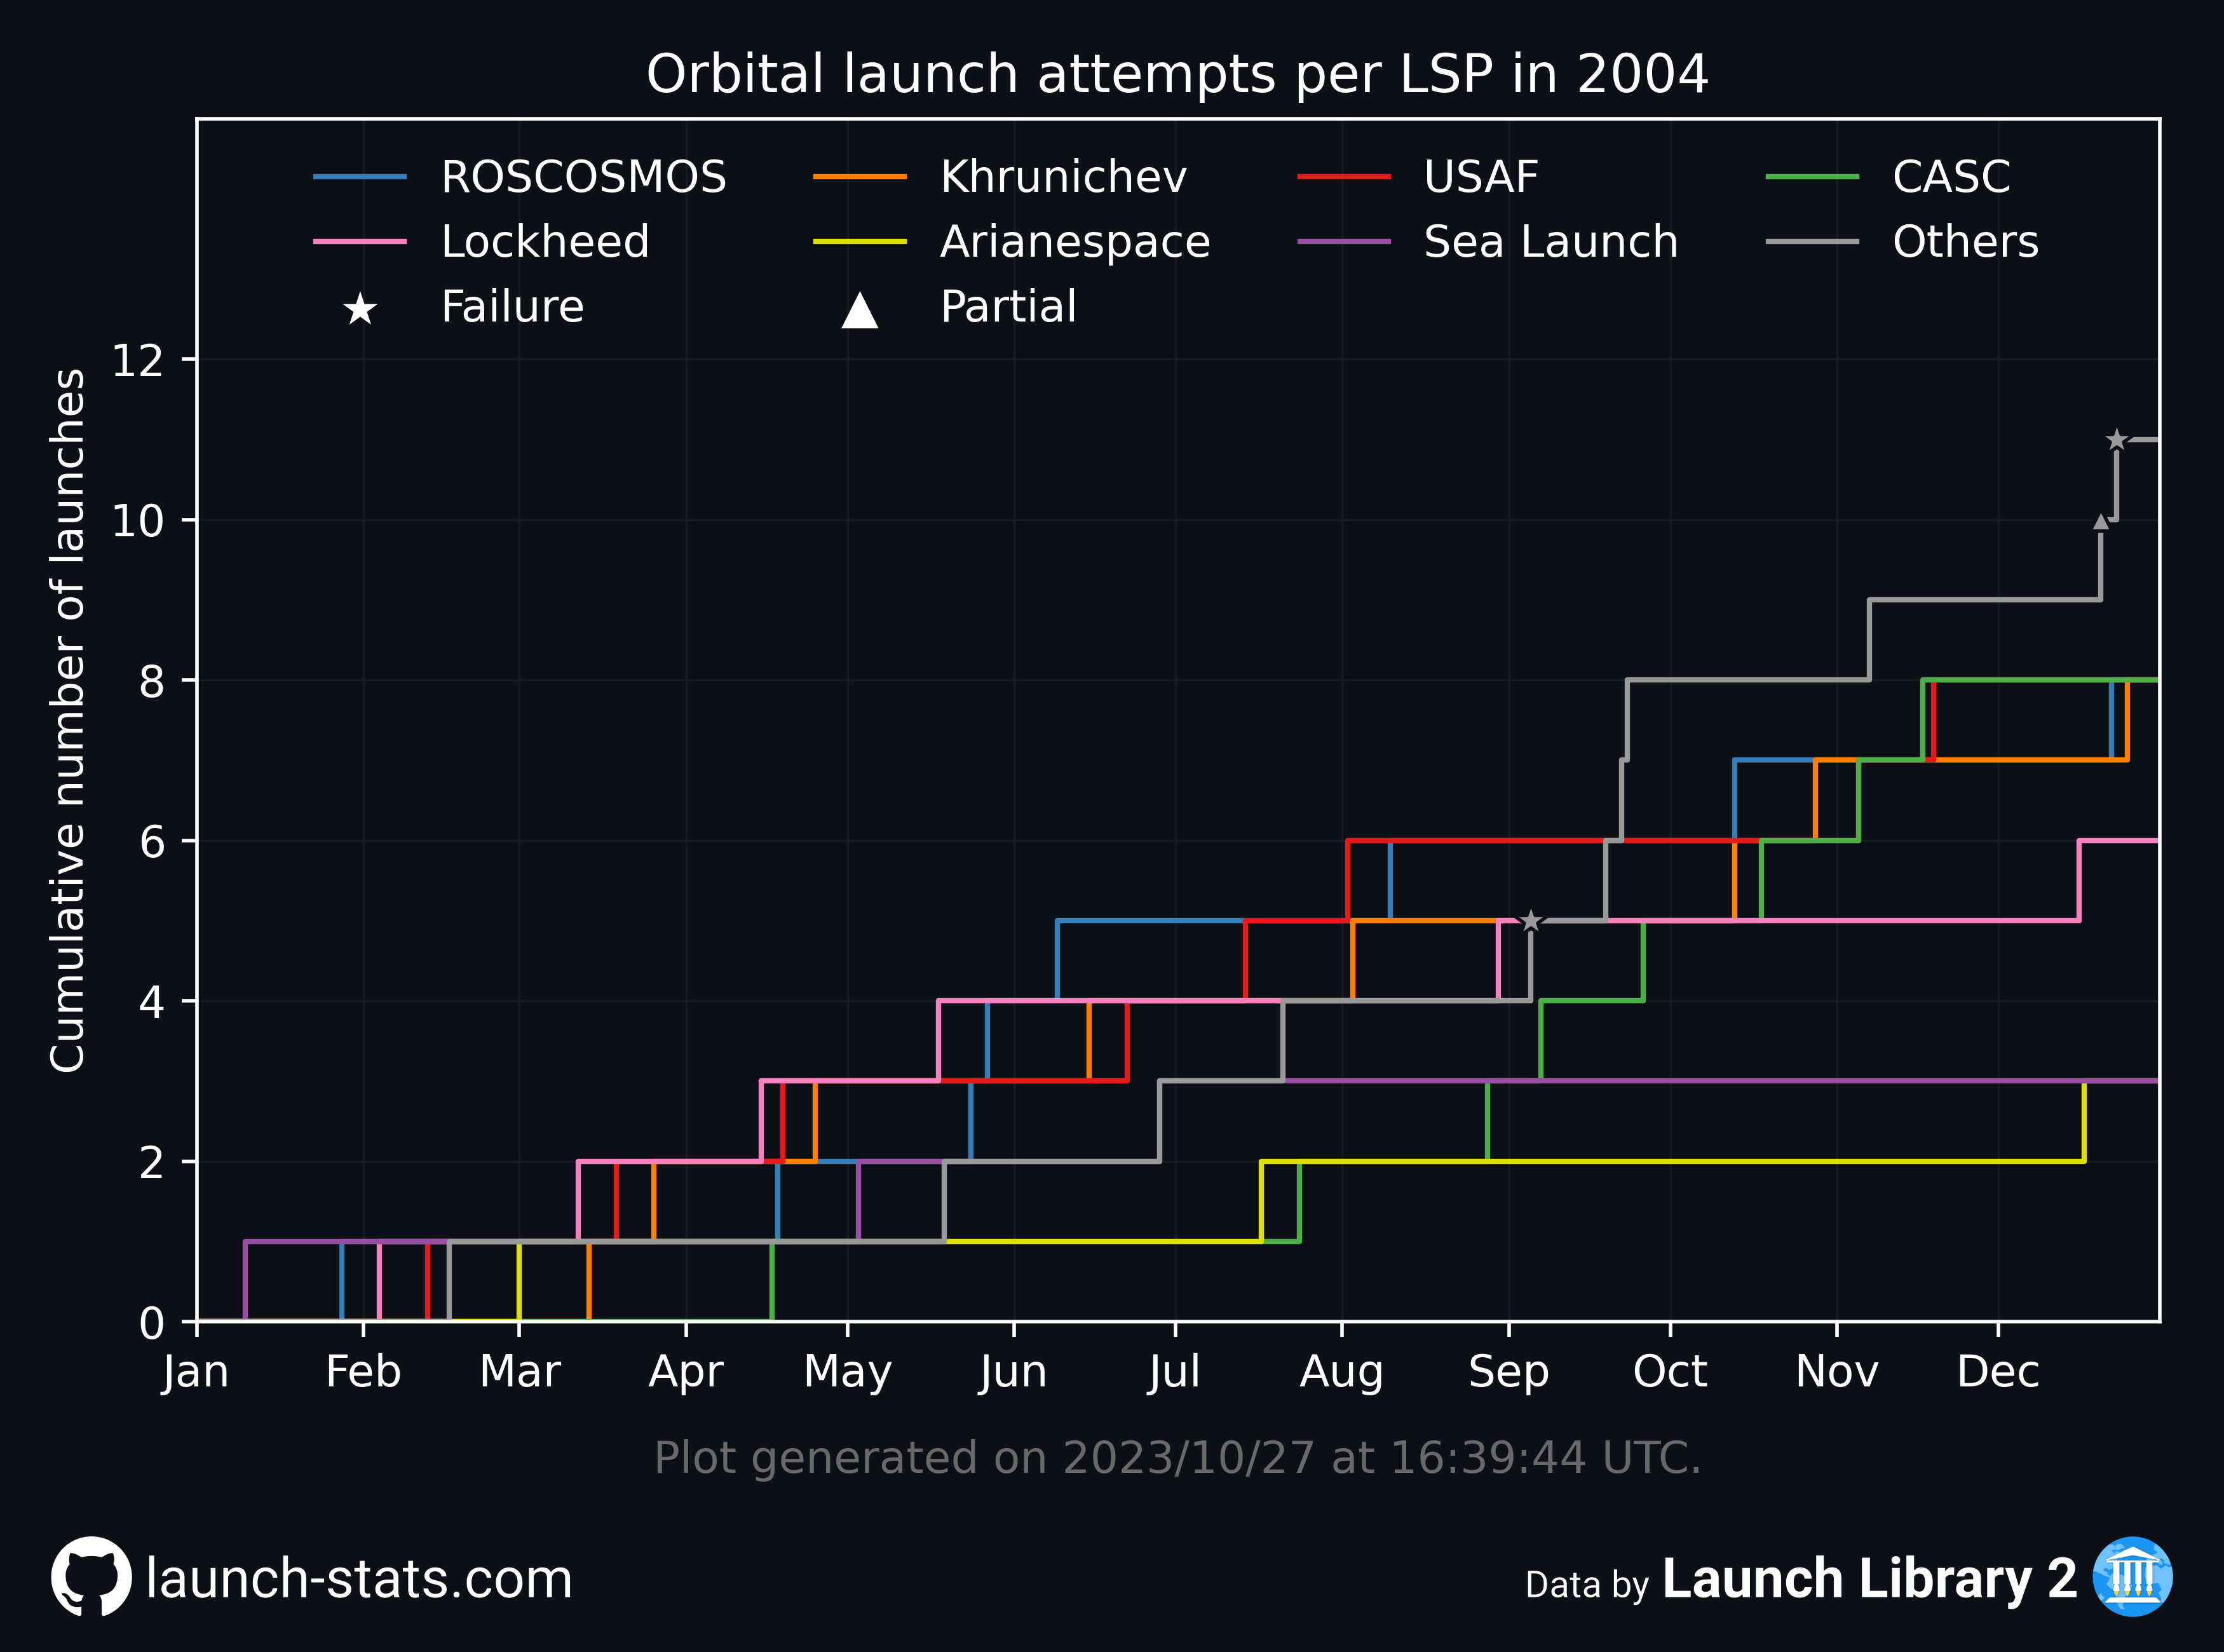 Orbital launch attempts per LSP in 2004
ROSCOSMOS Khrunichev USAF CASC
Lockheed Arianespace Sea Launch Others
Failure Partial
Cumulative number of launches
12
10
8
6
4
2
0
Jan Feb Mar Apr May Jun Jul Aug Sep Oct Nov Dec
Plot generated on 2023/10/27 at 16:39:44 UTC.
launch-stats.com
Data by Launch Library 2